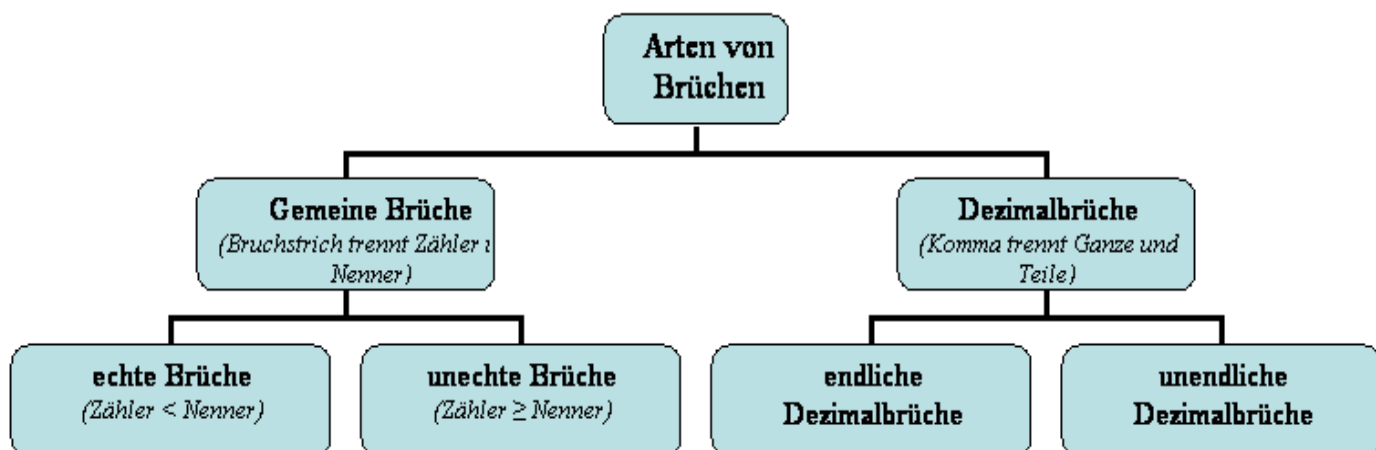 Arten von
Brüchen
Gemeine Brüche
(Bruchstrich trennt Zähler
Nenner)
Dezimalbrüche
(Komma trennt Ganze und
Teile)
echte Brüche
(Zähler < Nenner)
unechte Brüche
(Zähler ≥ Nenner)
endliche
Dezimalbrüche
unendliche
Dezimalbrüche